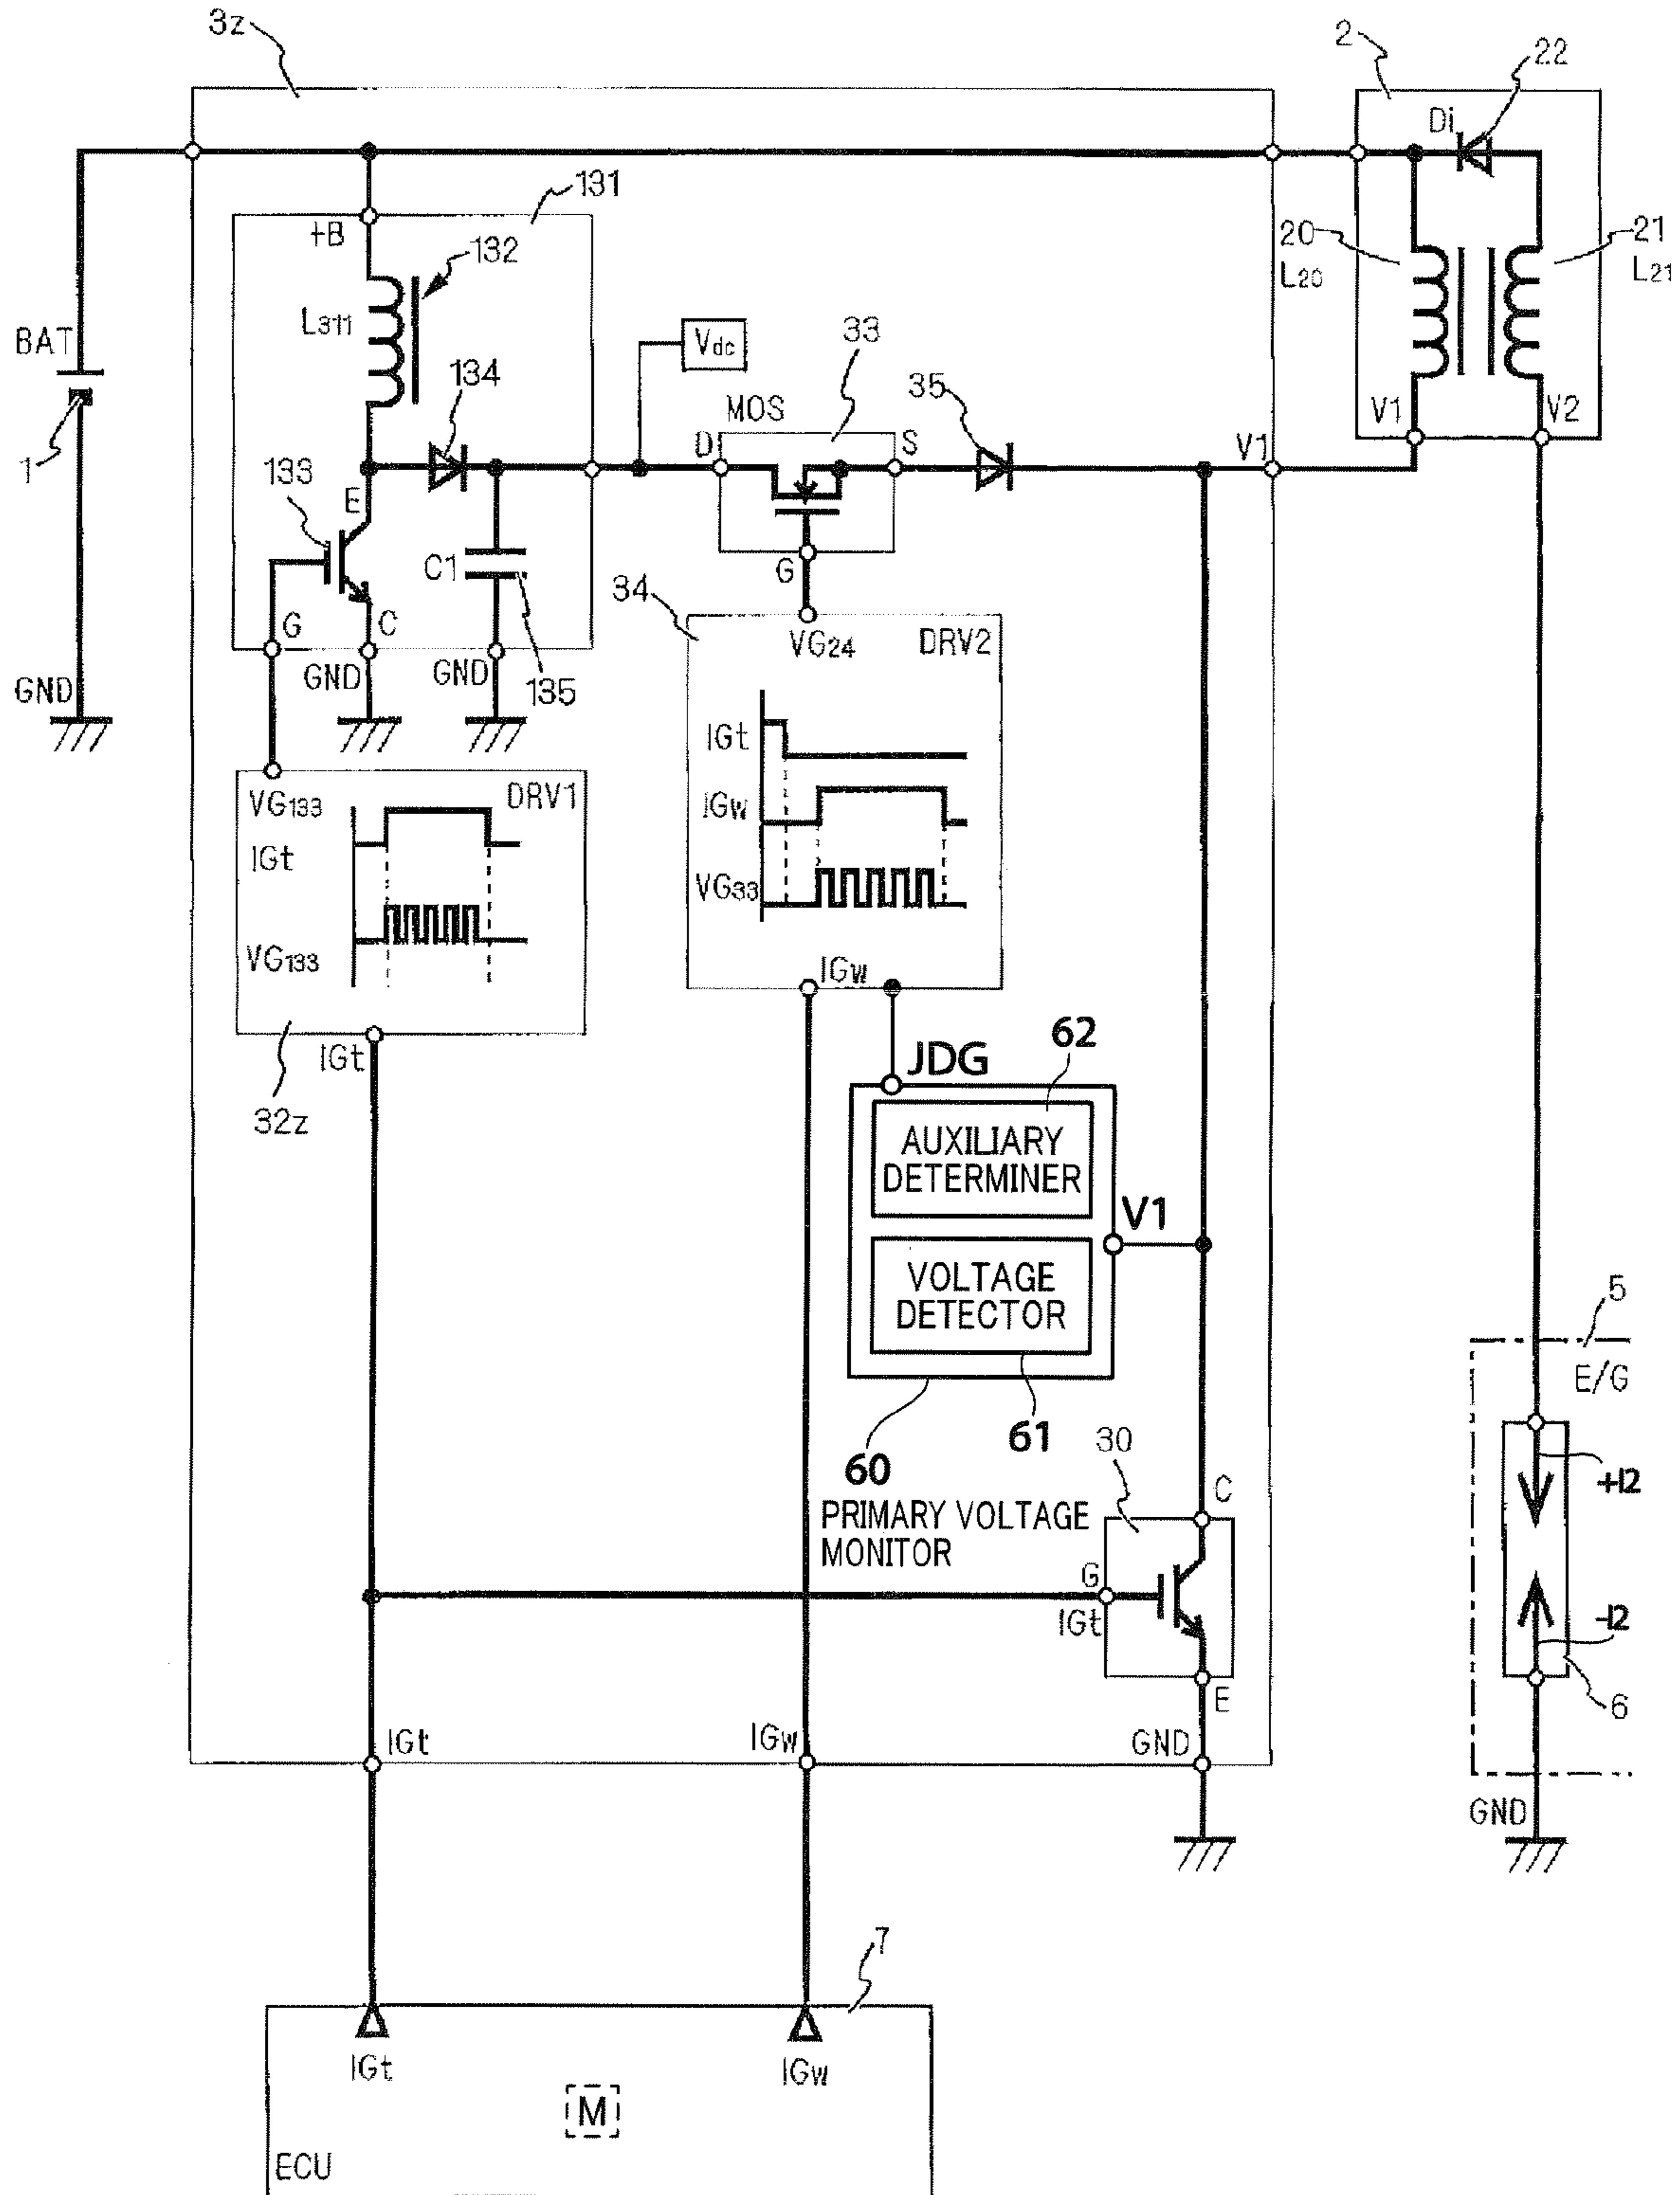 3z
2
22
Di
131
+B
132
20
L20
21
L21
L311
BAT
Vdc
33
134
35
MOS
V1
V2
D
S
V1
1
133
E
C1
G
34
G
C
GND
GND
135
VG24
DRV2
GND
IGt
VG133
DRV1
IGw
IGt
VG33
VG133
IGw
62
IGt
JDG
32z
AUXILIARY
DETERMINER
V1
VOLTAGE
DETECTOR
5
E/G
61
30
60
C
+I2
PRIMARY VOLTAGE
MONITOR
G
IGt
-I2
E
6
IGt
IGw
GND
GND
7
IGt
IGw
M
ECU